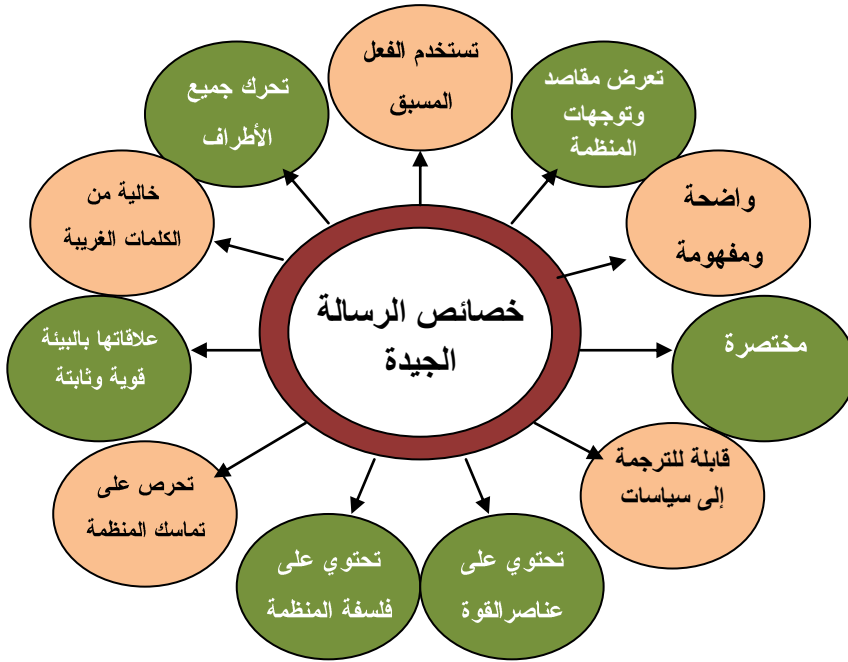 خصائص الرسالة
الجيدة
تستخدم الفعل
المسبق
تعرض مقاصد
وتوجهات
المنظمة
واضحة
ومفهومة
مختصرة
قابلة للترجمة
إلى سياسات
تحتوي على
عناصرالقوة
تحتوي على
فلسفة المنظمة
تحرص على
تماسك المنظمة
علاقاتها بالبيئة
قوية وثابتة
خالية من
الكلمات الغريبة
تحرك جميع
الأطراف